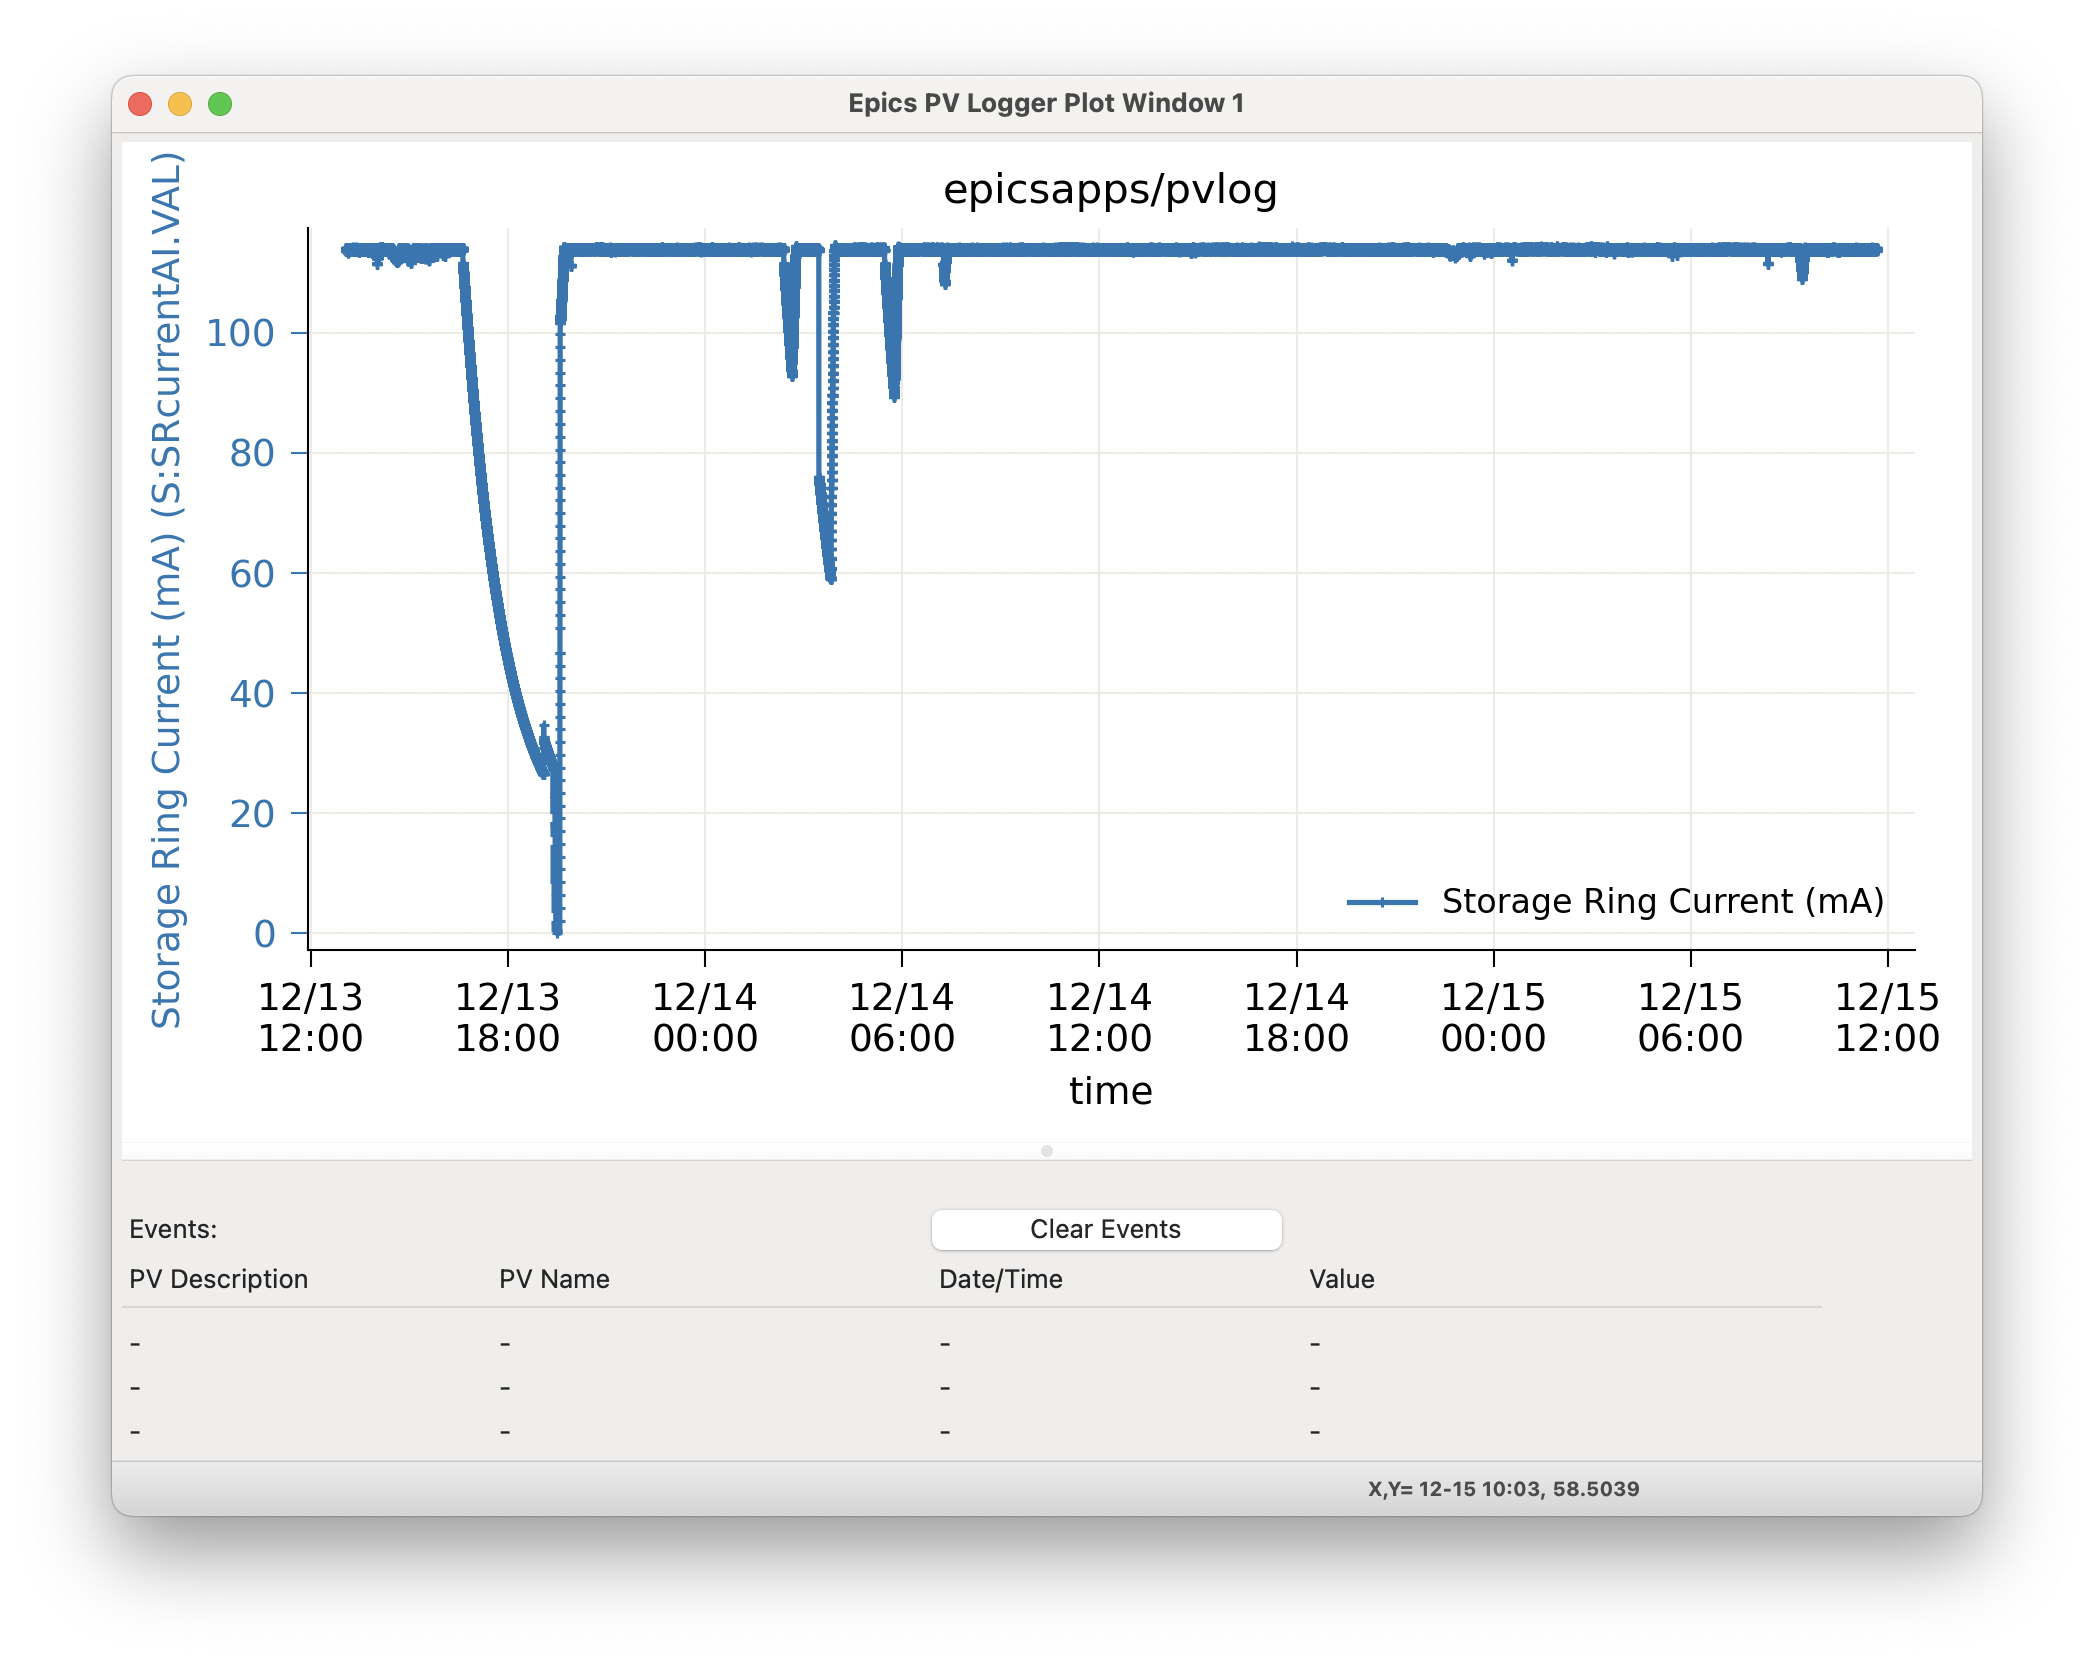 Epics PV Logger Plot Window 1
epicsapps/pvlog
Storage Ring Current (mA) (S:SRcurrentAI.VAL)
100
80
60
40
20
0
Storage Ring Current (mA)
12/13 12/13 12/14 12/14 12/14 12/14 12/15 12/15 12/15
12:00 18:00 00:00 06:00 12:00 18:00 00:00 06:00 12:00
time
Events: Clear Events
PV Description PV Name Date/Time Value
- - - -
- - - -
- - - -
X,Y= 12-15 10:03, 58.5039